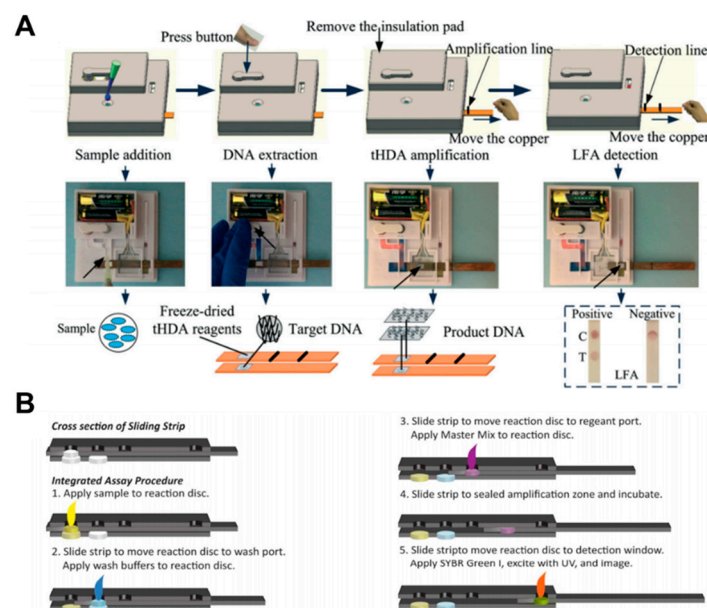 A
Press button
Remove the insulation pad
Amplification line
Detection line
Move the copper
Move the copper
Sample addition
DNA extraction
tHDA amplification
LFA detection
Sample
Freeze-dried
tHDA reagents
Target DNA
Product DNA
Positive
Negative
C
T
LFA
B
Cross section of Sliding Strip
Integrated Assay Procedure
1. Apply sample to reaction disc.
2. Slide strip to move reaction disc to wash port.
Apply wash buffers to reaction disc.
3. Slide strip to move reaction disc to regeant port.
Apply Master Mix to reaction disc.
4. Slide strip to sealed amplification zone and incubate.
5. Slide stripto move reaction disc to detection window.
Apply SYBR Green I, excite with UV, and image.